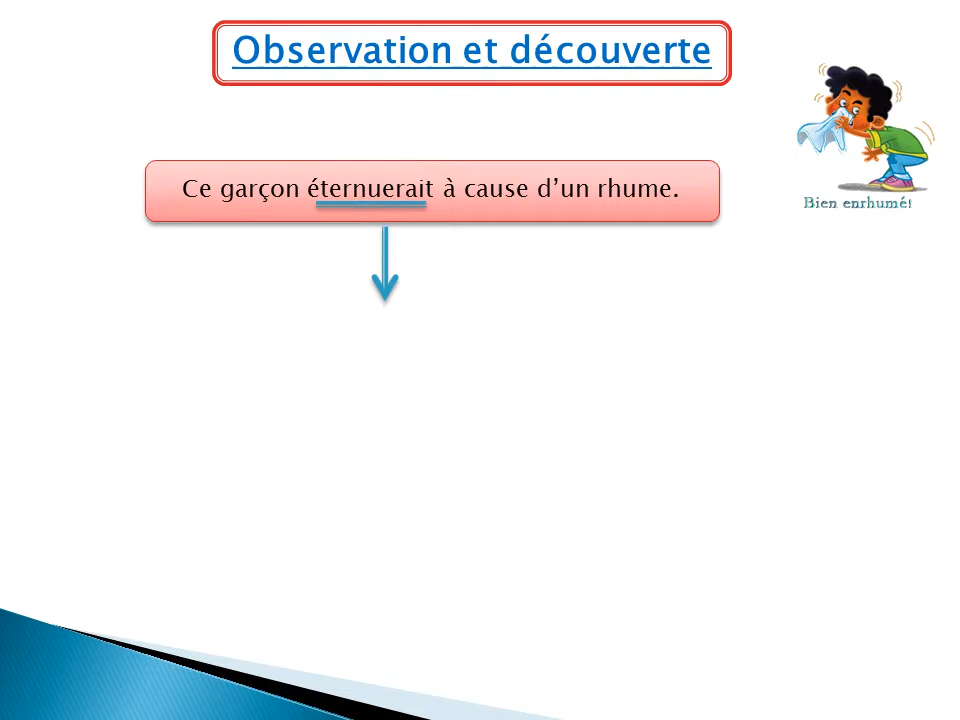 Observation et découverte
Ce garçon éternuerait à cause d’un rhume.
Bien enrhumé!